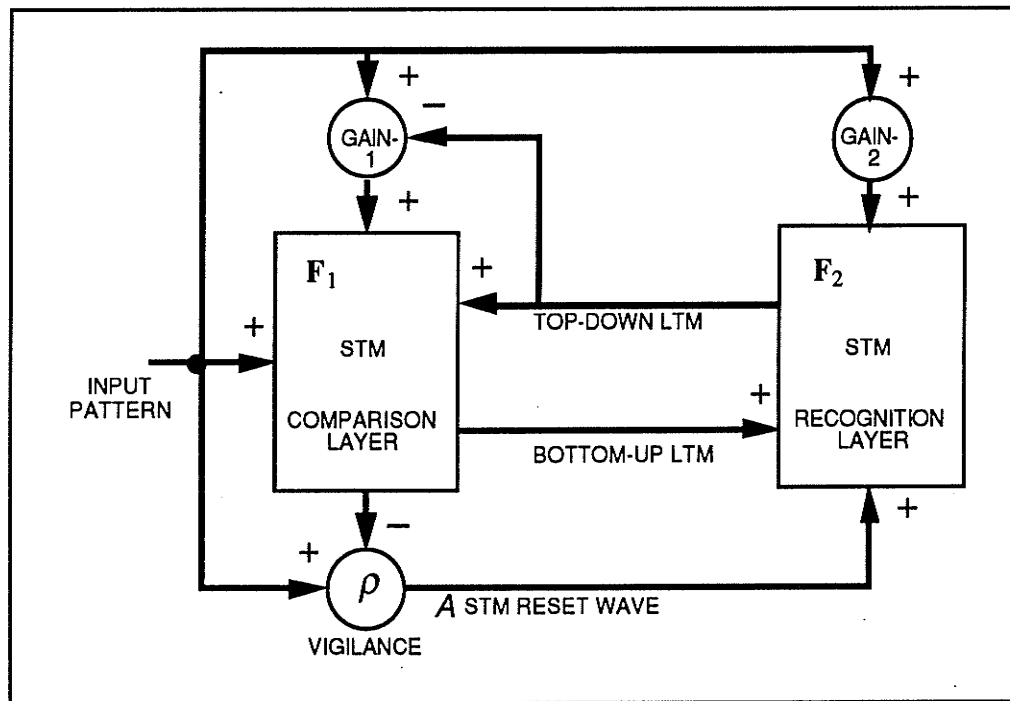 +
+
−
GAIN-
1
GAIN-
2
+
+
F₁
F₂
+
TOP-DOWN LTM
STM
STM
+
INPUT
PATTERN
+
COMPARISON
LAYER
RECOGNITION
LAYER
BOTTOM-UP LTM
−
+
+
ρ
A STM RESET WAVE
VIGILANCE